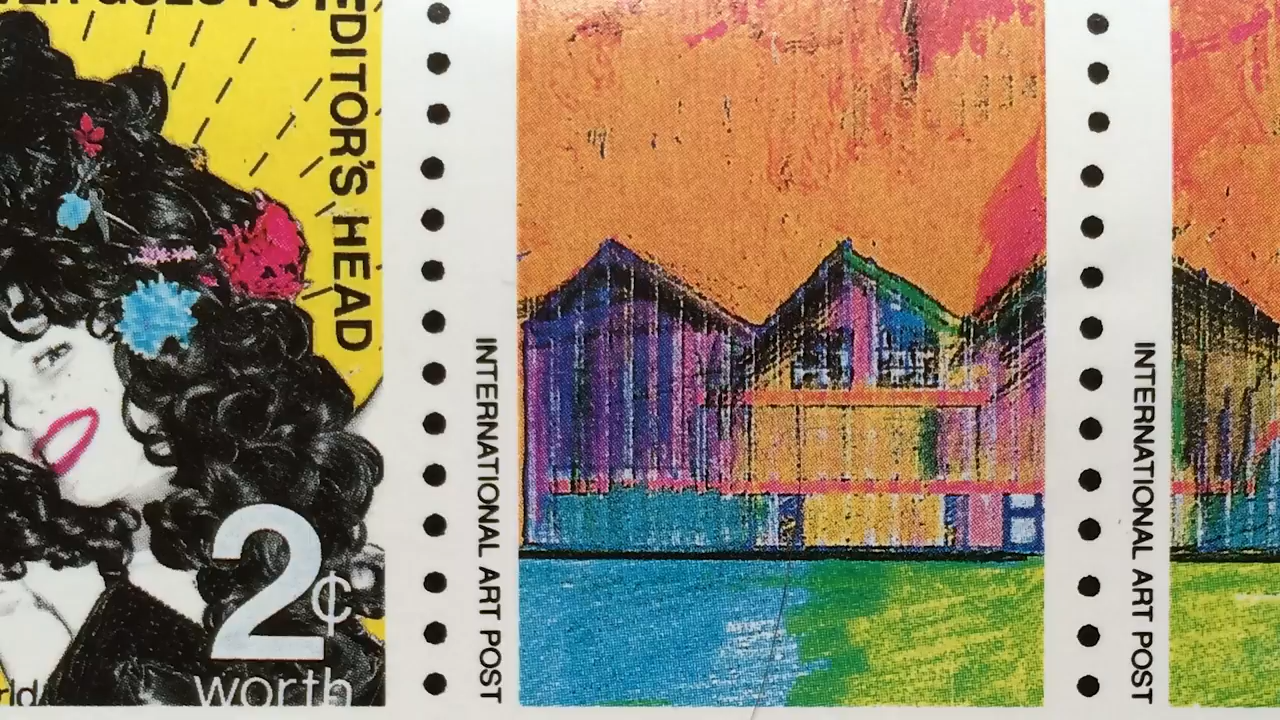 EDITOR'S HEAD
2¢
worth
INTERNATIONAL ART POST
INTERNATIONAL ART POST